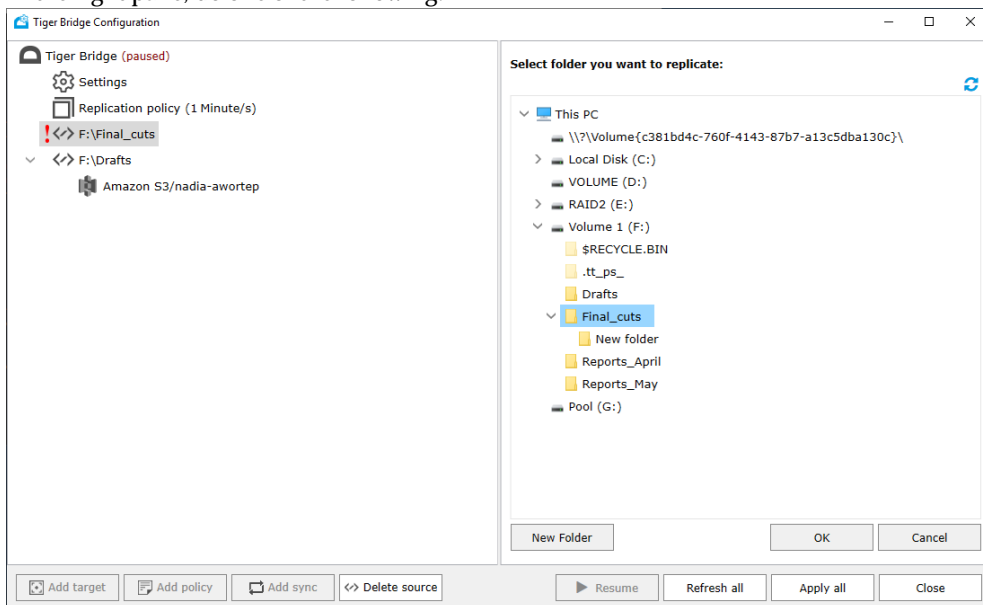 Tiger Bridge Configuration
Tiger Bridge (paused)
Settings
Replication policy (1 Minute/s)
F:\Final_cuts
F:\Drafts
Amazon S3/nadia-awortep
Select folder you want to replicate:
This PC
\\?\Volume{c381bd4c-760f-4143-87b7-a13c5dba130c}\
Local Disk (C:)
VOLUME (D:)
RAID2 (E:)
Volume 1 (F:)
$RECYCLE.BIN
.tt_ps_
Drafts
Final_cuts
New folder
Reports_April
Reports_May
Pool (G:)
New Folder
OK
Cancel
Add target
Add policy
Add sync
Delete source
Resume
Refresh all
Apply all
Close